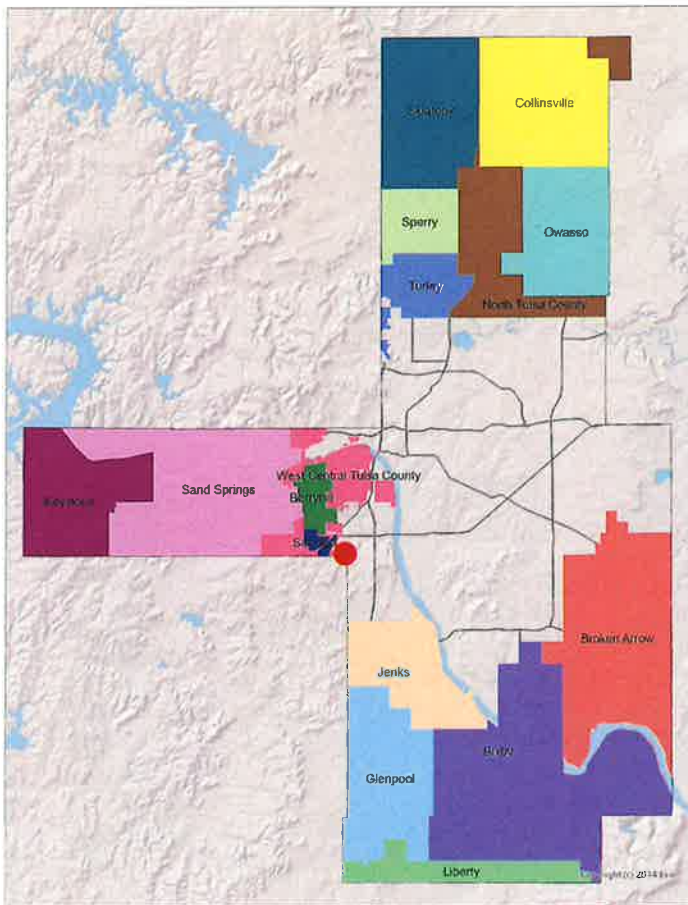 Collinsville
Sperry
Owasso
Turley
North Tulsa County
West Central Tulsa County
Berryhill
Sand Springs
Broken Arrow
Jenks
Bixby
Glenpool
Liberty